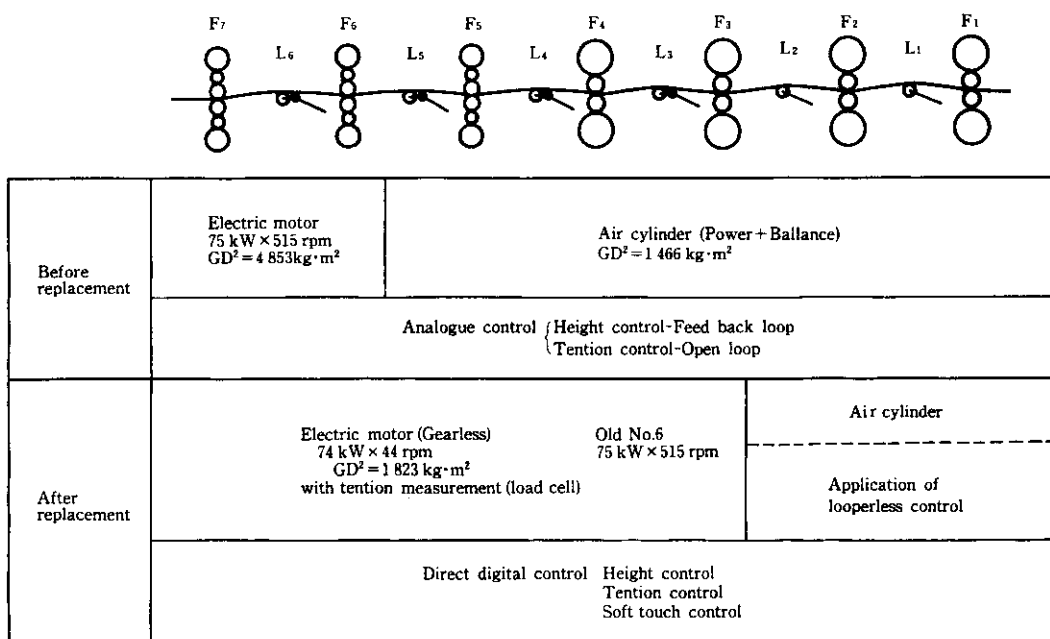 F7 F6 F5 F4 F3 F2 F1
L6 L5 L4 L3 L2 L1
Before
replacement
Electric motor
75 kW×515 rpm
GD²=4 853kg·m²
Air cylinder (Power+Ballance)
GD²=1 466 kg·m²
Analogue control { Height control-Feed back loop
Tention control-Open loop
After
replacement
Electric motor (Gearless)
74 kW×44 rpm
GD²=1 823 kg·m²
with tention measurement (load cell)
Old No.6
75 kW×515 rpm
Air cylinder
Application of
looperless control
Direct digital control Height control
Tention control
Soft touch control